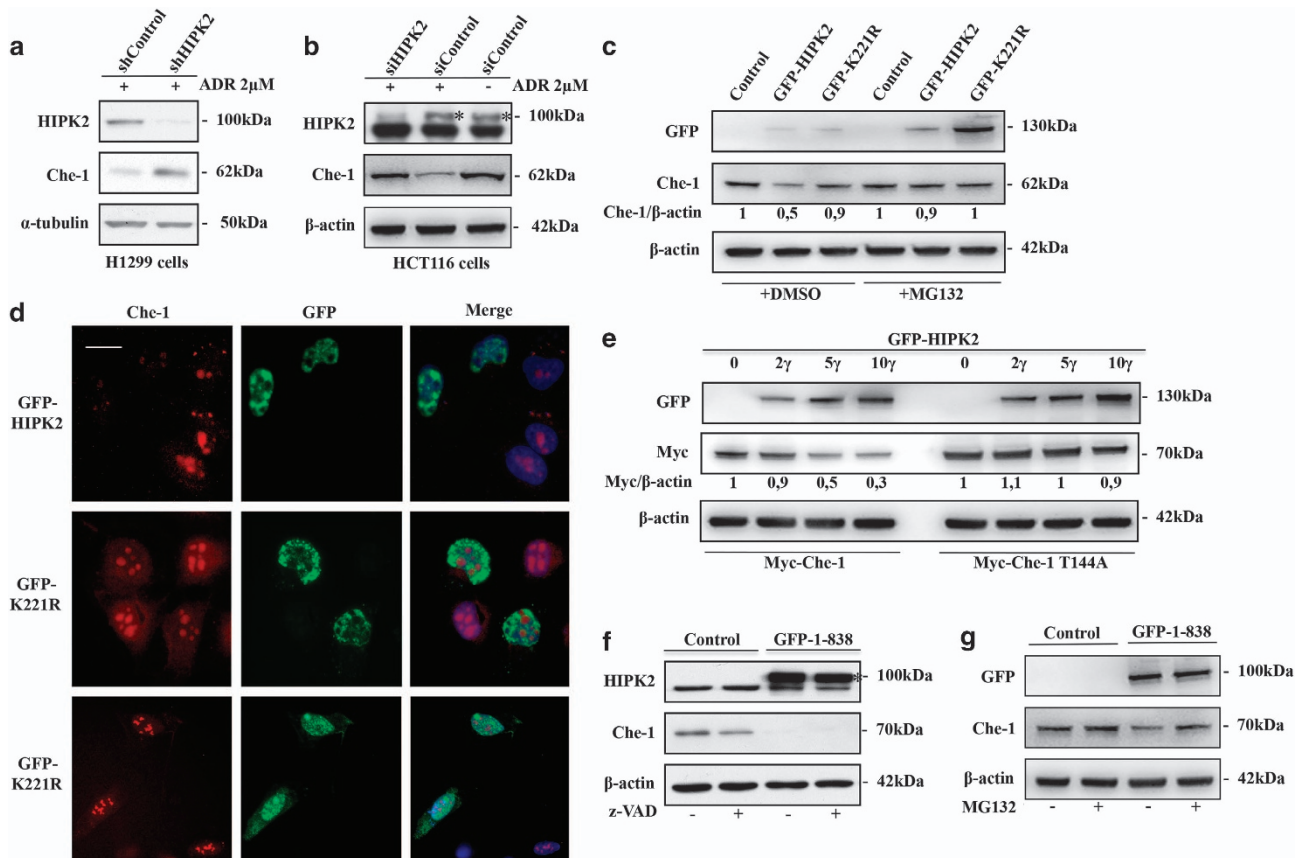 a
shControl
shHIPK2
+ + ADR 2µM
HIPK2 - 100kDa
Che-1 - 62kDa
α-tubulin - 50kDa
H1299 cells
b
siHIPK2
siControl
siControl
+ + - ADR 2µM
HIPK2 * * - 100kDa
Che-1 - 62kDa
β-actin - 42kDa
HCT116 cells
c
Control
GFP-HIPK2
GFP-K221R
Control
GFP-HIPK2
GFP-K221R
GFP - 130kDa
Che-1 - 62kDa
Che-1/β-actin 1 0,5 0,9 1 0,9 1
β-actin - 42kDa
+DMSO +MG132
d
Che-1 GFP Merge
GFP-
HIPK2
GFP-
K221R
GFP-
K221R
e
GFP-HIPK2
0 2γ 5γ 10γ 0 2γ 5γ 10γ
GFP - 130kDa
Myc - 70kDa
Myc/β-actin 1 0,9 0,5 0,3 1 1,1 1 0,9
β-actin - 42kDa
Myc-Che-1 Myc-Che-1 T144A
f
Control GFP-1-838
HIPK2 * - 100kDa
Che-1 - 70kDa
β-actin - 42kDa
z-VAD - + - +
g
Control GFP-1-838
GFP - 100kDa
Che-1 - 70kDa
β-actin - 42kDa
MG132 - + - +